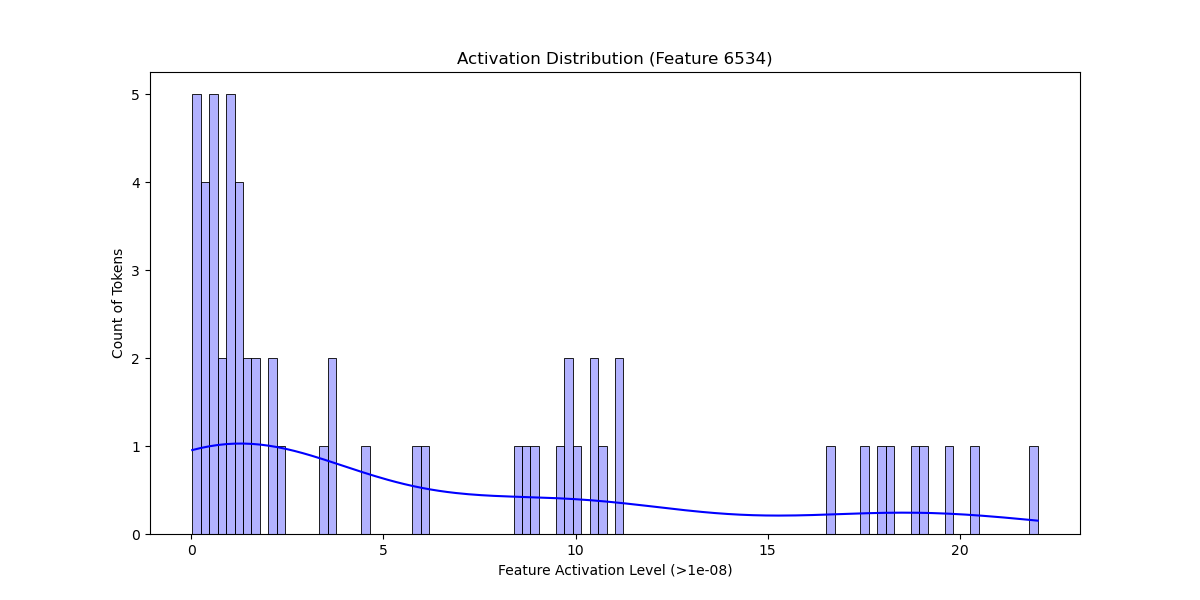 Activation Distribution (Feature 6534)
Count of Tokens
5
4
3
2
1
0
0 5 10 15 20
Feature Activation Level (>1e-08)